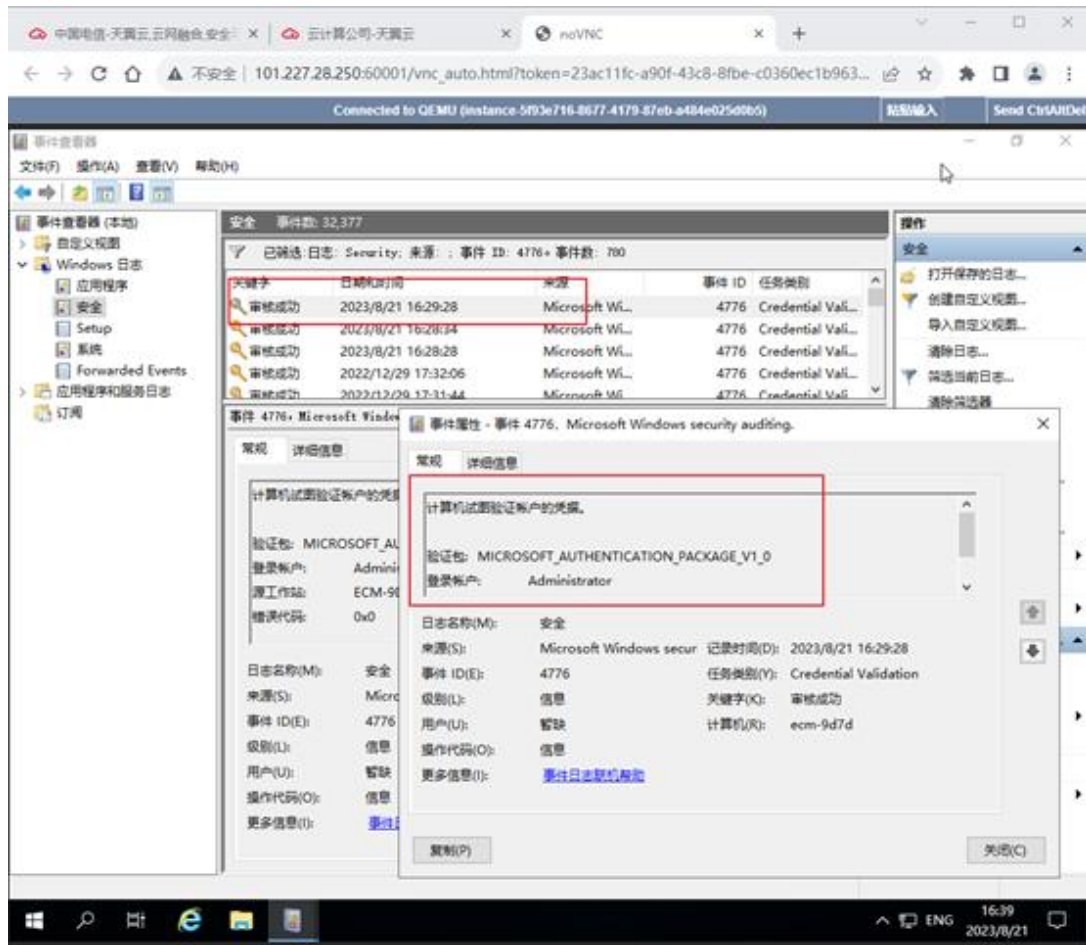 中国电信-天翼云,云网融合,安全
云计算公司-天翼云
noVNC
不安全 101.227.28.250:60001/vnc_auto.html?token=23ac11fc-a90f-43c8-8fbe-c0360ec1b963...
Connected to QEMU (instance-5f93e716-8677-4179-87eb-a484e025d0b5)
粘贴输入
Send CtrlAltDel
事件查看器
文件(F) 操作(A) 查看(V) 帮助(H)
事件查看器 (本地)
自定义视图
Windows 日志
应用程序
安全
Setup
系统
Forwarded Events
应用程序和服务日志
订阅
安全 事件数: 32,377
已筛选:日志: Security; 来源: ; 事件 ID: 4776。事件数: 780
关键字 日期和时间 来源 事件 ID 任务类别
审核成功 2023/8/21 16:29:28 Microsoft Wi... 4776 Credential Vali...
审核成功 2023/8/21 16:28:34 Microsoft Wi... 4776 Credential Vali...
审核成功 2023/8/21 16:28:28 Microsoft Wi... 4776 Credential Vali...
审核成功 2022/12/29 17:32:06 Microsoft Wi... 4776 Credential Vali...
审核成功 2022/12/29 17:31:44 Microsoft Wi... 4776 Credential Vali...
事件 4776，Microsoft Window
常规 详细信息
计算机试图验证帐户的凭据
验证包: MICROSOFT_AU
登录帐户: Admini
源工作站: ECM-9
错误代码: 0x0
日志名称(M): 安全
来源(S): Micro
事件 ID(E): 4776
级别(L): 信息
用户(U): 暂缺
操作代码(O): 信息
更多信息(I): 事件
操作
安全
打开保存的日志...
创建自定义视图...
导入自定义视图...
清除日志...
筛选当前日志...
清除筛选器
事件属性 - 事件 4776，Microsoft Windows security auditing.
常规 详细信息
计算机试图验证帐户的凭据。
验证包: MICROSOFT_AUTHENTICATION_PACKAGE_V1_0
登录帐户: Administrator
日志名称(M): 安全
来源(S): Microsoft Windows secur 记录时间(D): 2023/8/21 16:29:28
事件 ID(E): 4776 任务类别(Y): Credential Validation
级别(L): 信息 关键字(K): 审核成功
用户(U): 暂缺 计算机(R): ecm-9d7d
操作代码(O): 信息
更多信息(I): 事件日志联机帮助
复制(P)
关闭(C)
ENG
16:39
2023/8/21